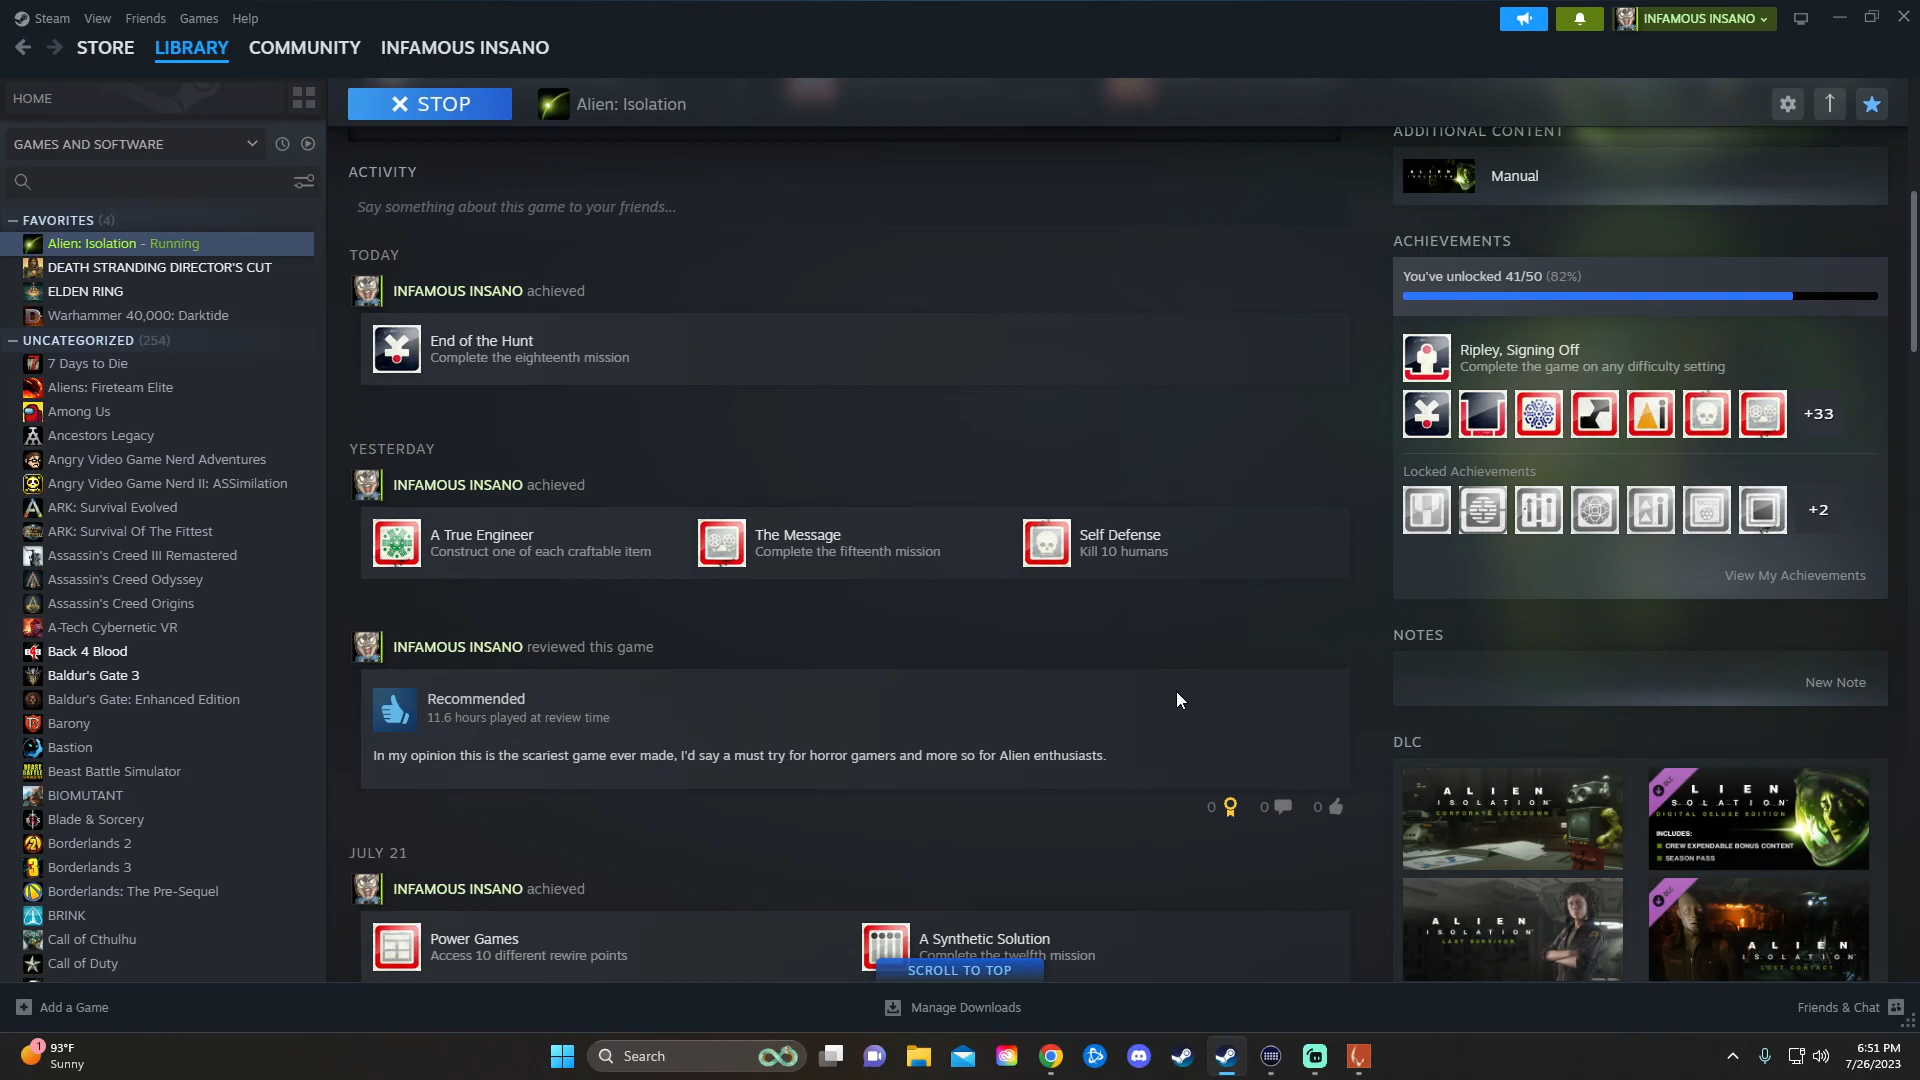 Steam View Friends Games Help
INFAMOUS INSANO
STORE LIBRARY COMMUNITY INFAMOUS INSANO
HOME
GAMES AND SOFTWARE
FAVORITES (4)
Alien: Isolation - Running
DEATH STRANDING DIRECTOR'S CUT
ELDEN RING
Warhammer 40,000: Darktide
UNCATEGORIZED (254)
7 Days to Die
Aliens: Fireteam Elite
Among Us
Ancestors Legacy
Angry Video Game Nerd Adventures
Angry Video Game Nerd II: ASSimilation
ARK: Survival Evolved
ARK: Survival Of The Fittest
Assassin's Creed III Remastered
Assassin's Creed Odyssey
Assassin's Creed Origins
A-Tech Cybernetic VR
Back 4 Blood
Baldur's Gate 3
Baldur's Gate: Enhanced Edition
Barony
Bastion
Beast Battle Simulator
BIOMUTANT
Blade & Sorcery
Borderlands 2
Borderlands 3
Borderlands: The Pre-Sequel
BRINK
Call of Cthulhu
Call of Duty
STOP
Alien: Isolation
ACTIVITY
Say something about this game to your friends...
TODAY
INFAMOUS INSANO achieved
End of the Hunt
Complete the eighteenth mission
YESTERDAY
INFAMOUS INSANO achieved
A True Engineer
Construct one of each craftable item
The Message
Complete the fifteenth mission
Self Defense
Kill 10 humans
INFAMOUS INSANO reviewed this game
Recommended
11.6 hours played at review time
In my opinion this is the scariest game ever made, I'd say a must try for horror gamers and more so for Alien enthusiasts.
0 0 0
JULY 21
INFAMOUS INSANO achieved
Power Games
Access 10 different rewire points
A Synthetic Solution
Complete the twelfth mission
SCROLL TO TOP
ADDITIONAL CONTENT
Manual
ACHIEVEMENTS
You've unlocked 41/50 (82%)
Ripley, Signing Off
Complete the game on any difficulty setting
+33
Locked Achievements
+2
View My Achievements
NOTES
New Note
DLC
ALIEN
ISOLATION
CORPORATE LOCKDOWN
DLC
ALIEN
ISOLATION
DIGITAL DELUXE EDITION
INCLUDES:
CREW EXPENDABLE BONUS CONTENT
SEASON PASS
ALIEN
ISOLATION
LAST SURVIVOR
DLC
ALIEN
ISOLATION
LOST CONTACT
Add a Game
Manage Downloads
Friends & Chat
1
93°F
Sunny
Search
6:51 PM
7/26/2023